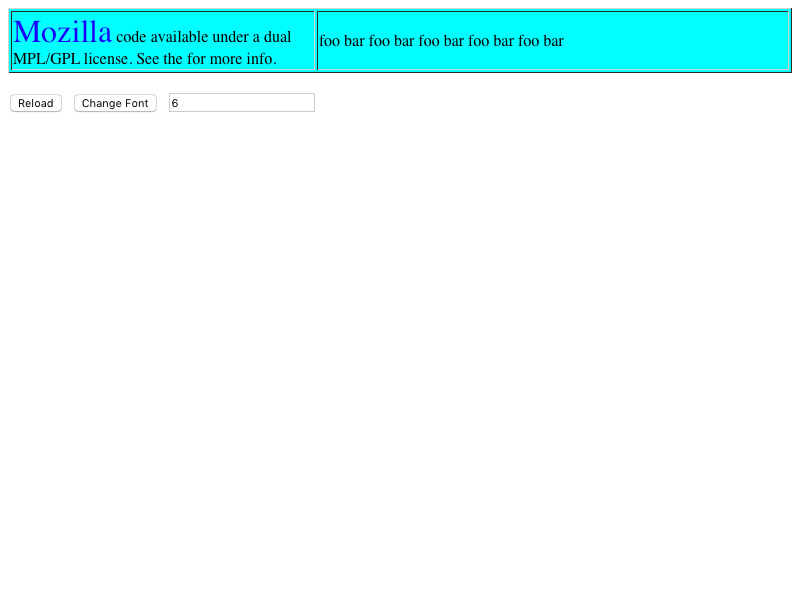 Mozilla code available under a dual
MPL/GPL license. See the for more info.
foo bar foo bar foo bar foo bar foo bar
Reload
Change Font
6